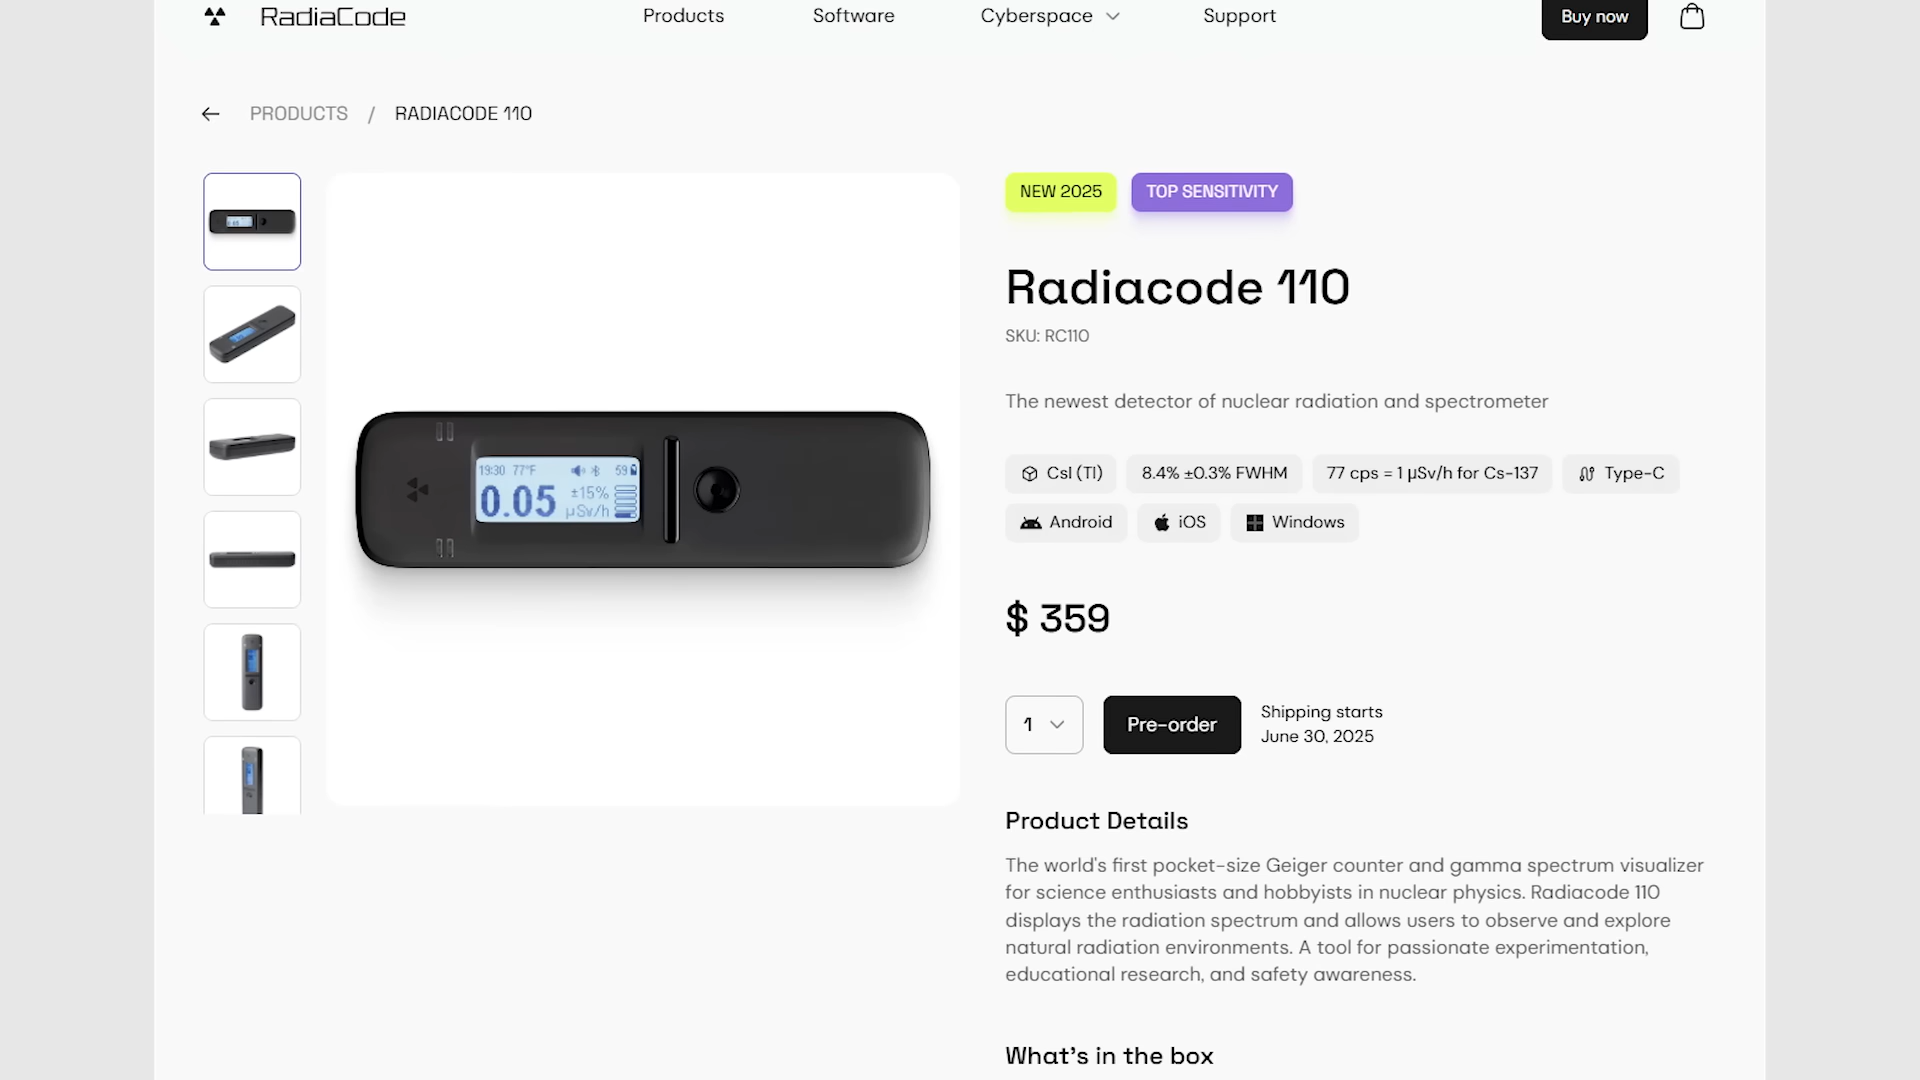 RadiaCode
Products
Software
Cyberspace
Support
Buy now
PRODUCTS / RADIACODE 110
NEW 2025
TOP SENSITIVITY
Radiacode 110
SKU: RC110
The newest detector of nuclear radiation and spectrometer
CsI (Tl)
8.4% ±0.3% FWHM
77 cps = 1 μSv/h for Cs-137
Type-C
Android
iOS
Windows
19:30 77°F 59
0.05 ±15%
μSv/h
$ 359
1
Pre-order
Shipping starts
June 30, 2025
Product Details
The world's first pocket-size Geiger counter and gamma spectrum visualizer
for science enthusiasts and hobbyists in nuclear physics. Radiacode 110
displays the radiation spectrum and allows users to observe and explore
natural radiation environments. A tool for passionate experimentation,
educational research, and safety awareness.
What's in the box